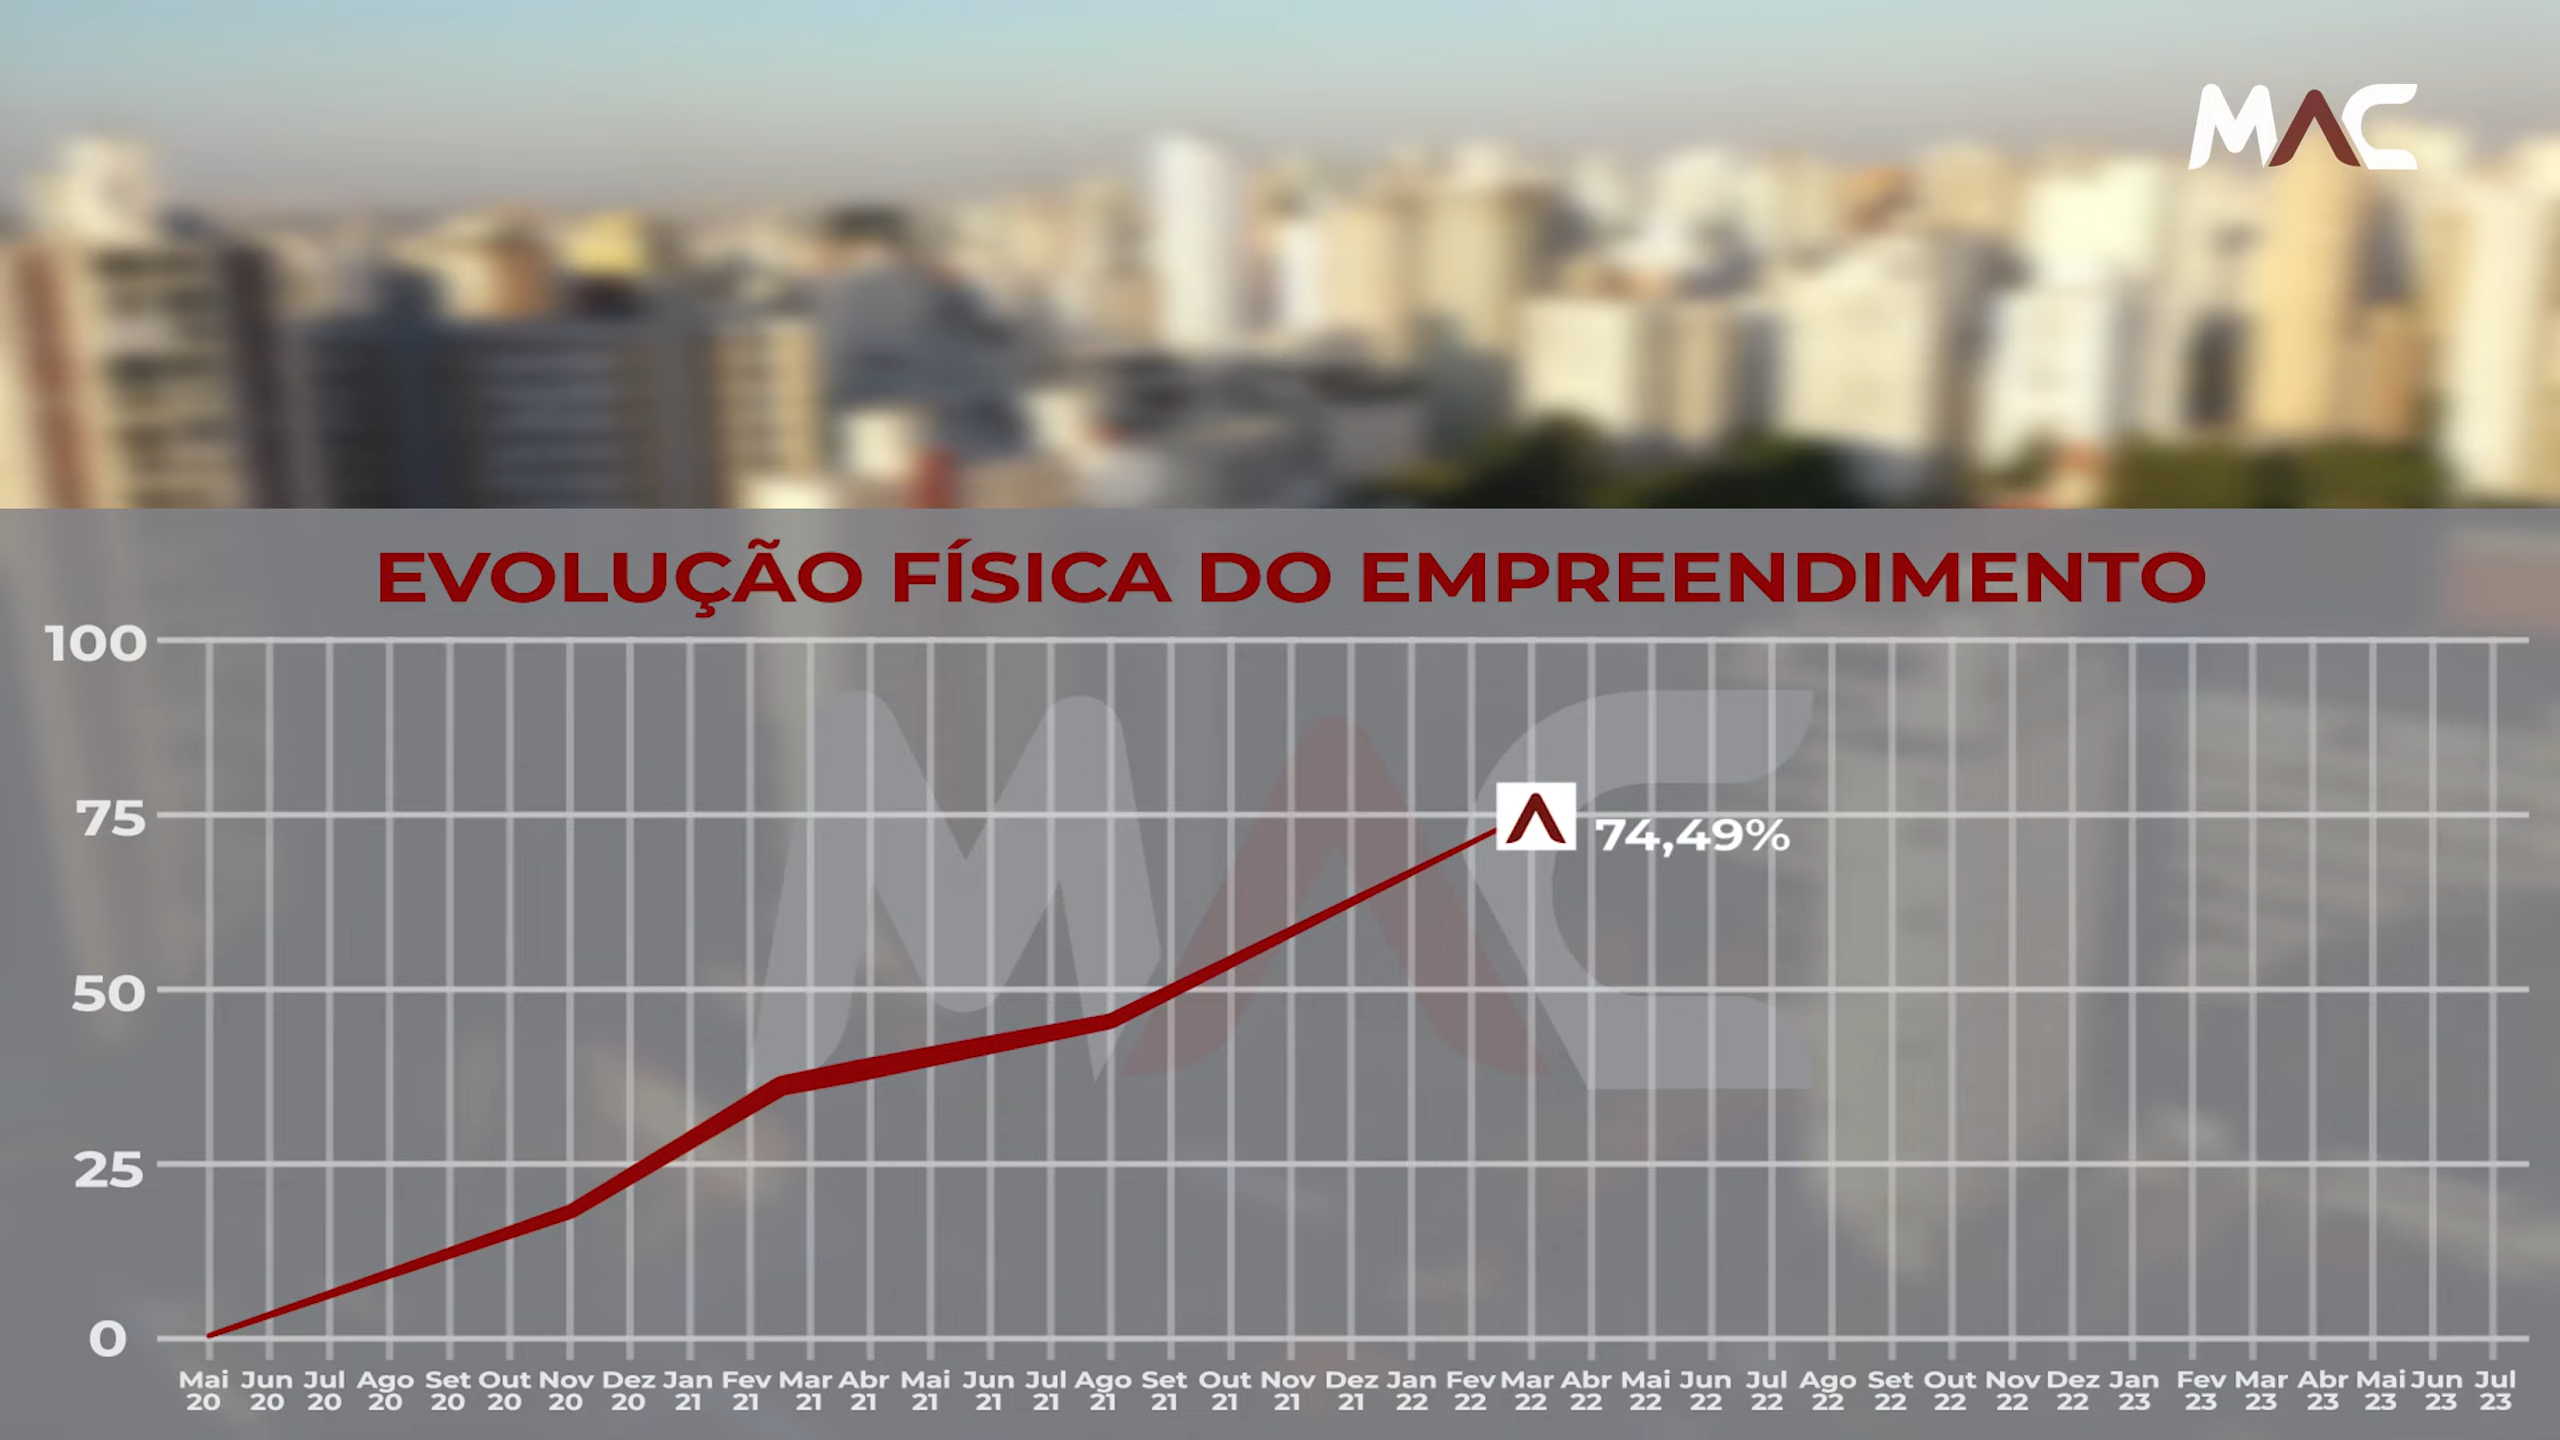 MAC
EVOLUÇÃO FÍSICA DO EMPREENDIMENTO
100
75
74,49%
50
25
0
Mai Jun Jul Ago Set Out Nov Dez Jan Fev Mar Abr Mai Jun Jul Ago Set Out Nov Dez Jan Fev Mar Abr Mai Jun Jul Ago Set Out Nov Dez Jan Fev Mar Abr Mai Jun Jul
20 20 20 20 20 20 20 20 21 21 21 21 21 21 21 21 21 21 21 21 22 22 22 22 22 22 22 22 22 22 22 22 23 23 23 23 23 23 23
MAC